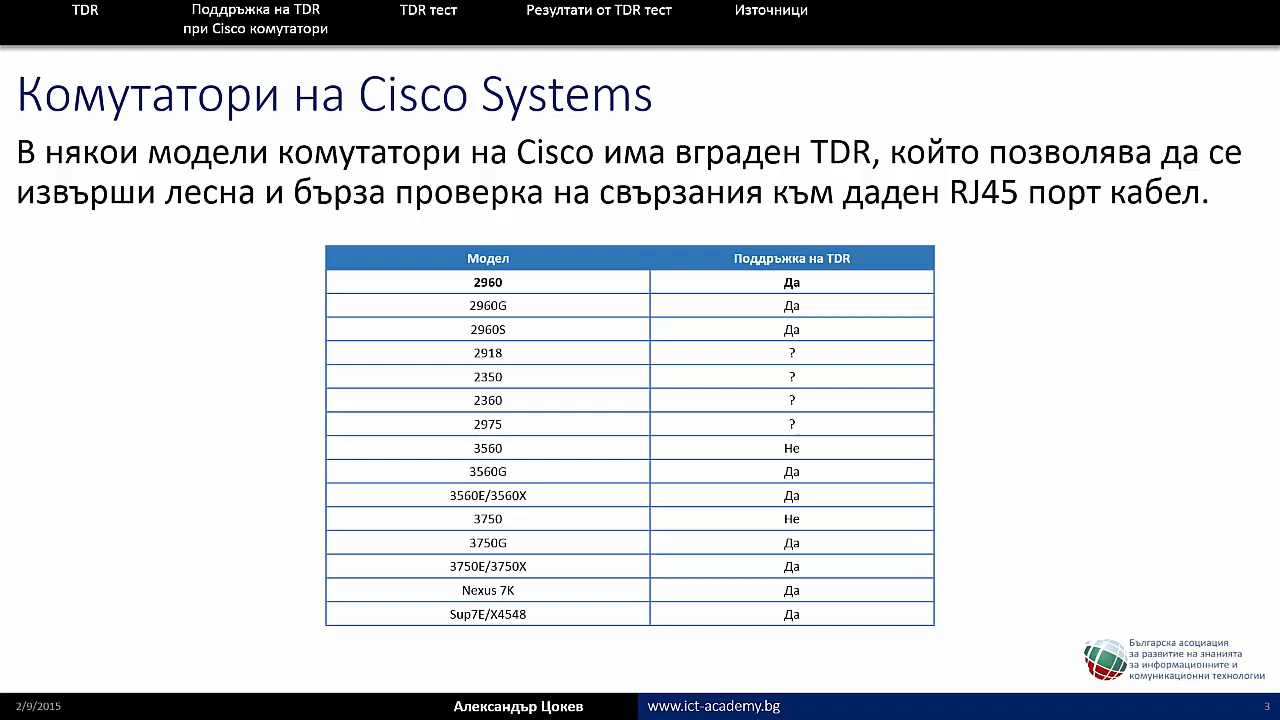 TDR
Поддръжка на TDR
при Cisco комутатори
TDR тест
Резултати от TDR тест
Източници
Комутатори на Cisco Systems
В някои модели комутатори на Cisco има вграден TDR, който позволява да се
извърши лесна и бърза проверка на свързания към даден RJ45 порт кабел.
Модел Поддръжка на TDR
2960 Да
2960G Да
2960S Да
2918 ?
2350 ?
2360 ?
2975 ?
3560 Не
3560G Да
3560E/3560X Да
3750 Не
3750G Да
3750E/3750X Да
Nexus 7K Да
Sup7E/X4548 Да
Българска асоциация
за развитие на знанията
за информационните и
комуникационни технологии
2/9/2015 Александър Цокев www.ict-academy.bg 3